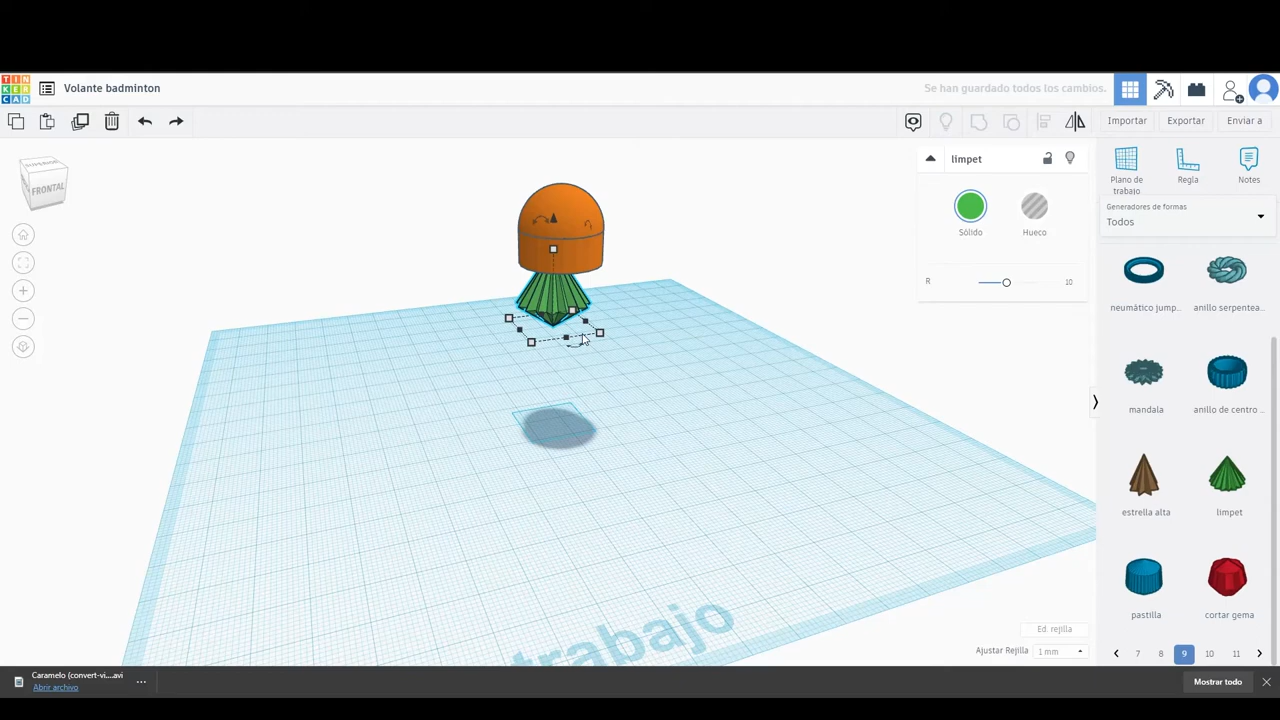 TIN
KER
CAD
Volante badminton
Se han guardado todos los cambios.
Importar
Exportar
Enviar a
SUPERIOR
FRONTAL
limpet
Sólido
Hueco
R
10
Plano de
trabajo
Regla
Notes
Generadores de formas
Todos
neumático jump...
anillo serpentea...
mandala
anillo de centro ...
estrella alta
limpet
pastilla
cortar gema
trabajo
Ed: rejilla
Ajustar Rejilla
1 mm
7
8
9
10
11
Caramelo (convert-vi....avi
Abrir archivo
Mostrar todo